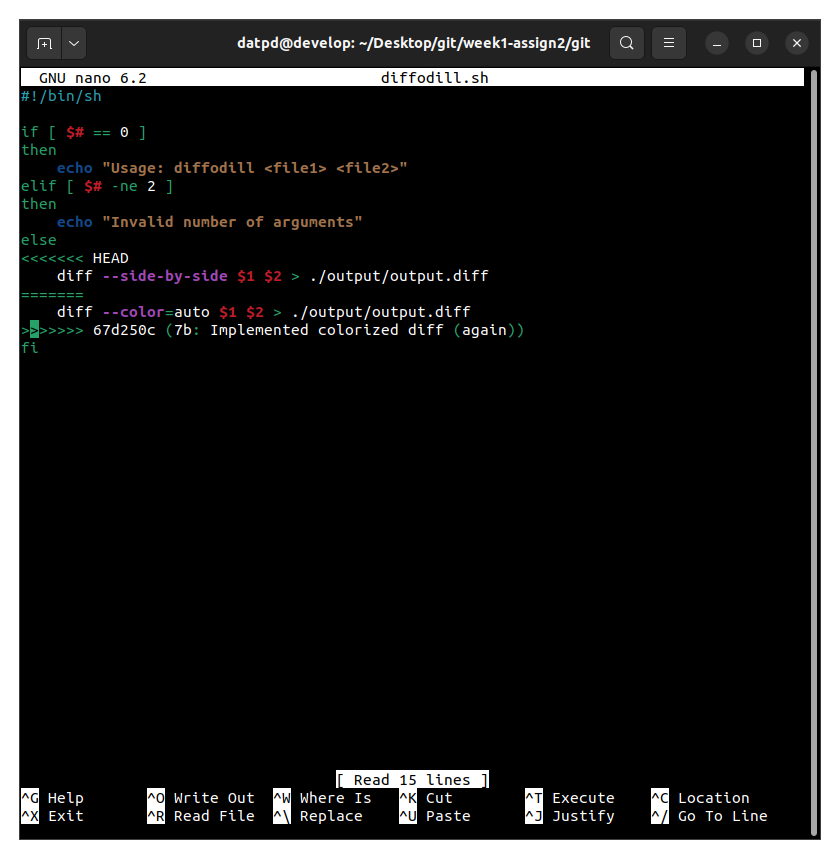 datpd@develop: ~/Desktop/git/week1-assign2/git
GNU nano 6.2 diffodill.sh
#!/bin/sh
if [ $# == 0 ]
then
    echo "Usage: diffodill <file1> <file2>"
elif [ $# -ne 2 ]
then
    echo "Invalid number of arguments"
else
<<<<<<< HEAD
    diff --side-by-side $1 $2 > ./output/output.diff
=======
    diff --color=auto $1 $2 > ./output/output.diff
>>>>>>> 67d250c (7b: Implemented colorized diff (again))
fi
[ Read 15 lines ]
^G Help ^O Write Out ^W Where Is ^K Cut ^T Execute ^C Location
^X Exit ^R Read File ^\ Replace ^U Paste ^J Justify ^/ Go To Line